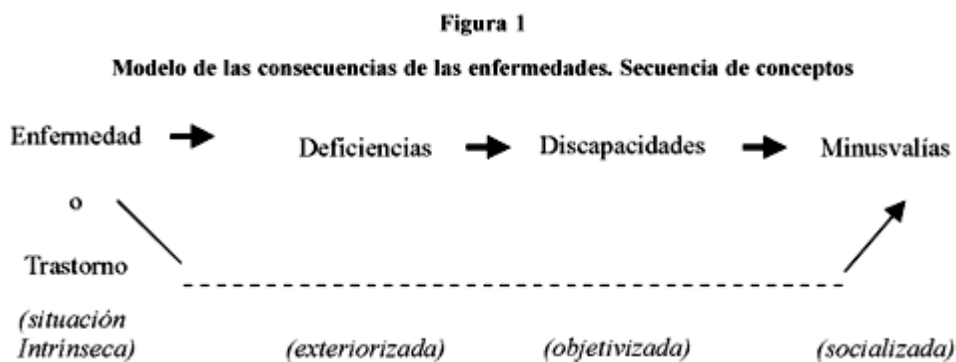 Figura 1
Modelo de las consecuencias de las enfermedades. Secuencia de conceptos
Enfermedad
Deficiencias
Discapacidades
Minusvalías
o
Trastorno
(situación
Intrínseca)
(exteriorizada)
(objetivizada)
(socializada)